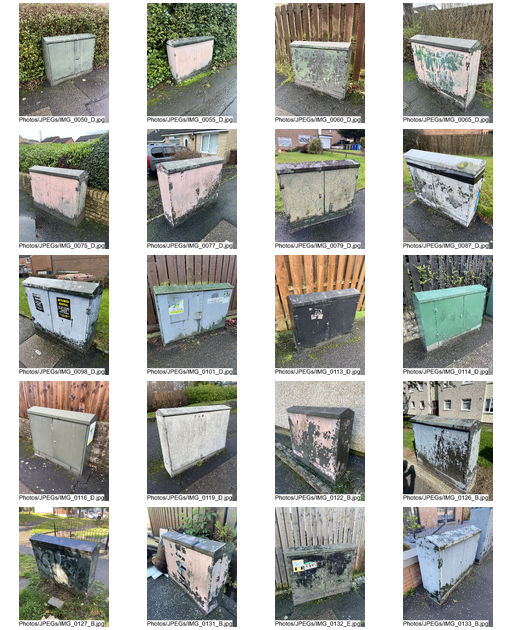 Photos/JPEGs/IMG_0050_D.jpg
Photos/JPEGs/IMG_0055_D.jpg
Photos/JPEGs/IMG_0060_D.jpg
Photos/JPEGs/IMG_0065_D.jpg
Photos/JPEGs/IMG_0075_D.jpg
Photos/JPEGs/IMG_0077_D.jpg
Photos/JPEGs/IMG_0079_D.jpg
Photos/JPEGs/IMG_0087_D.jpg
Photos/JPEGs/IMG_0098_D.jpg
Photos/JPEGs/IMG_0101_D.jpg
Photos/JPEGs/IMG_0113_D.jpg
Photos/JPEGs/IMG_0114_D.jpg
Photos/JPEGs/IMG_0116_D.jpg
Photos/JPEGs/IMG_0119_D.jpg
Photos/JPEGs/IMG_0122_B.jpg
Photos/JPEGs/IMG_0126_B.jpg
Photos/JPEGs/IMG_0127_B.jpg
Photos/JPEGs/IMG_0131_B.jpg
Photos/JPEGs/IMG_0132_E.jpg
Photos/JPEGs/IMG_0133_B.jpg